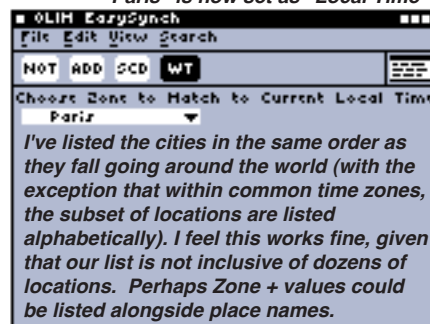 "Paris" is now set as "Local Time"
OLIM EasySynch
File Edit View Search
NOT ADD SCD WT
Choose Zone to Match to Current Local Time
Paris
I've listed the cities in the same order as
they fall going around the world (with the
exception that within common time zones,
the subset of locations are listed
alphabetically). I feel this works fine, given
that our list is not inclusive of dozens of
locations. Perhaps Zone + values could
be listed alongside place names.